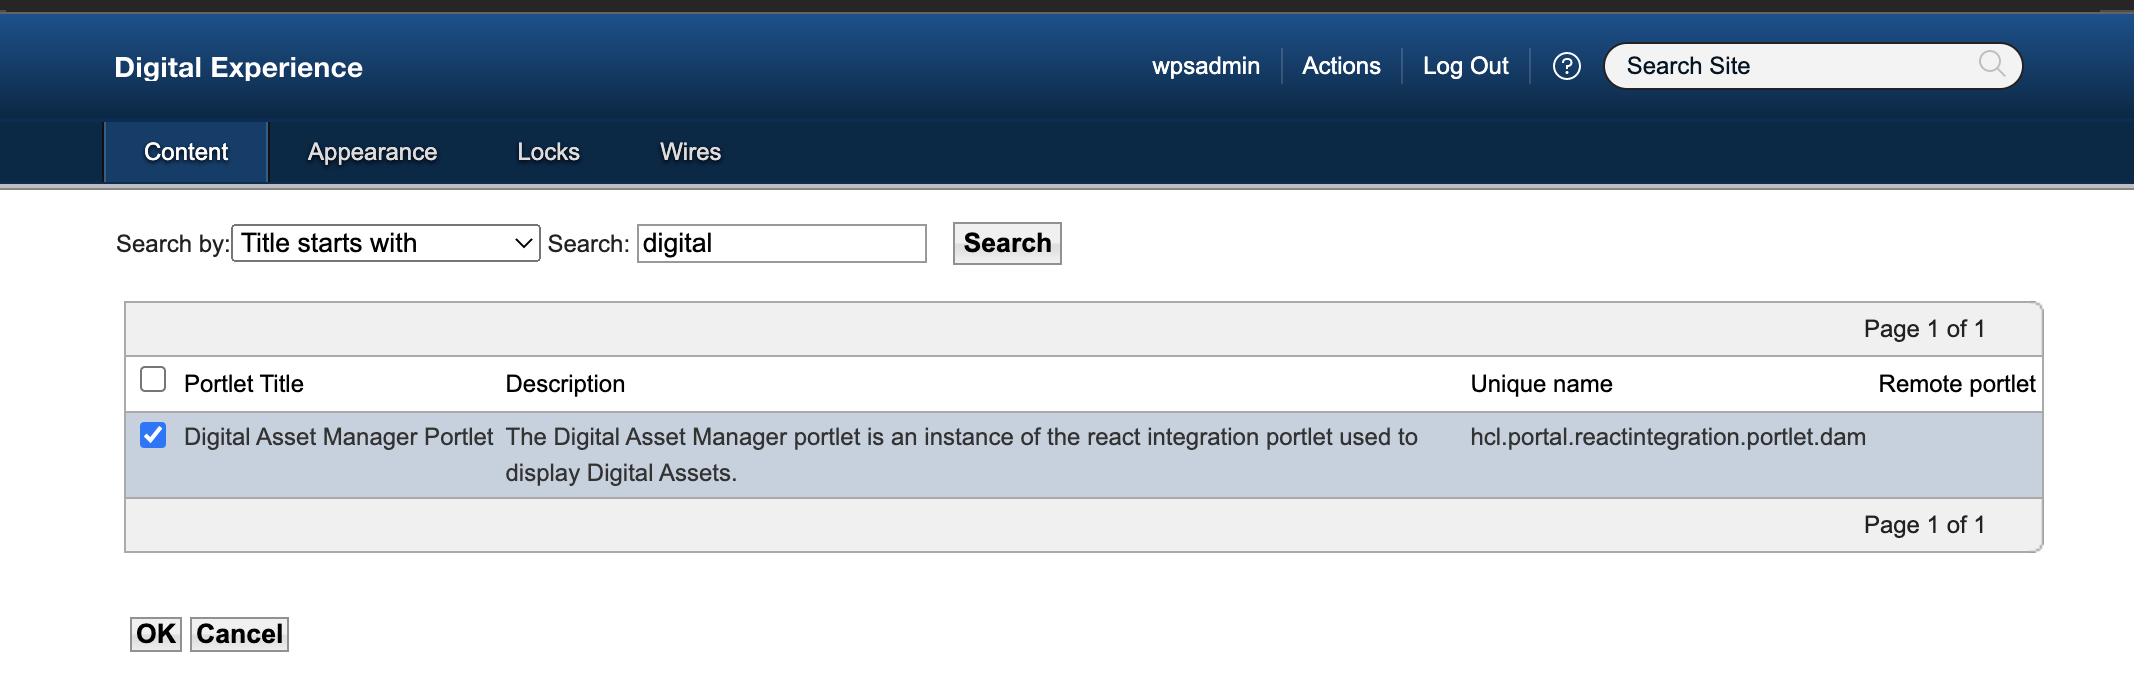 Digital Experience
wpsadmin Actions Log Out ? Search Site
Content Appearance Locks Wires
Search by: Title starts with Search: digital Search
Page 1 of 1
Portlet Title Description Unique name Remote portlet
Digital Asset Manager Portlet The Digital Asset Manager portlet is an instance of the react integration portlet used to hcl.portal.reactintegration.portlet.dam
display Digital Assets.
Page 1 of 1
OK Cancel